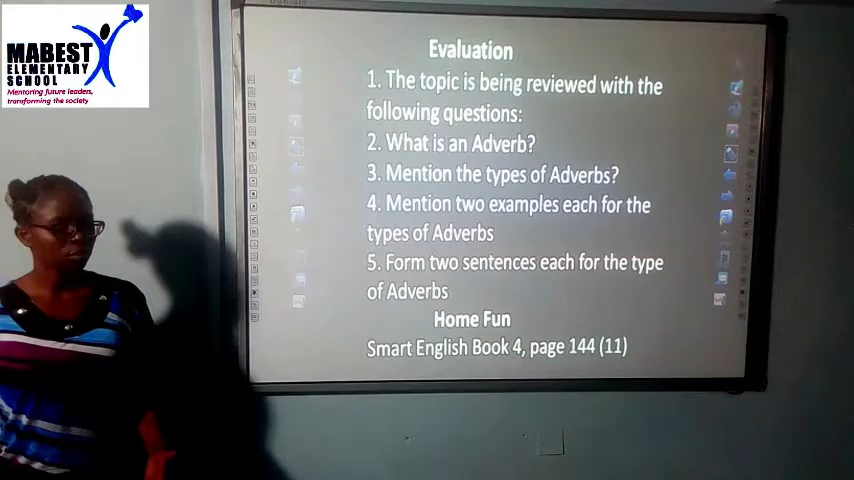 MABEST
ELEMENTARY
SCHOOL
Mentoring future leaders,
transforming the society
Evaluation
1. The topic is being reviewed with the
following questions:
2. What is an Adverb?
3. Mention the types of Adverbs?
4. Mention two examples each for the
types of Adverbs
5. Form two sentences each for the type
of Adverbs
Home Fun
Smart English Book 4, page 144 (11)